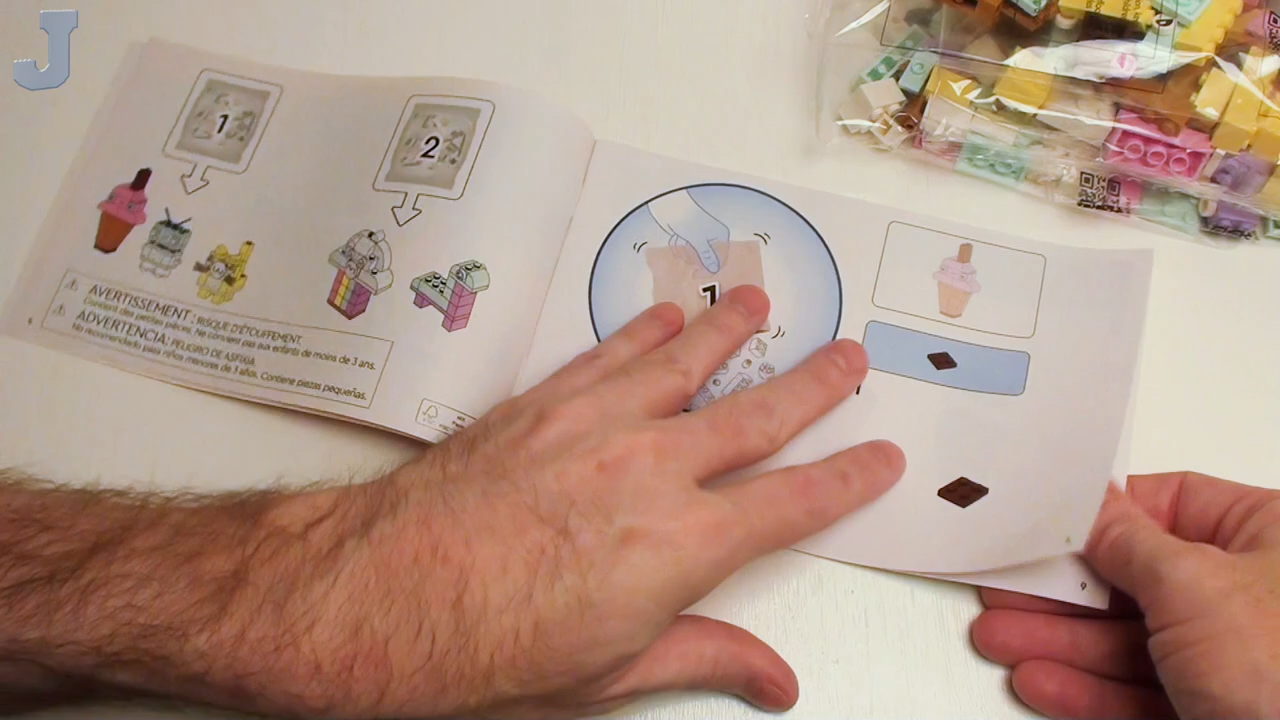 J
1
2
AVERTISSEMENT : RISQUE D'ÉTOUFFEMENT.
Contient des petites pièces. Ne convient pas aux enfants de moins de 3 ans.
ADVERTENCIA: PELIGRO DE ASFIXIA.
No recomendado para niños menores de 3 años. Contiene piezas pequeñas.
1
9